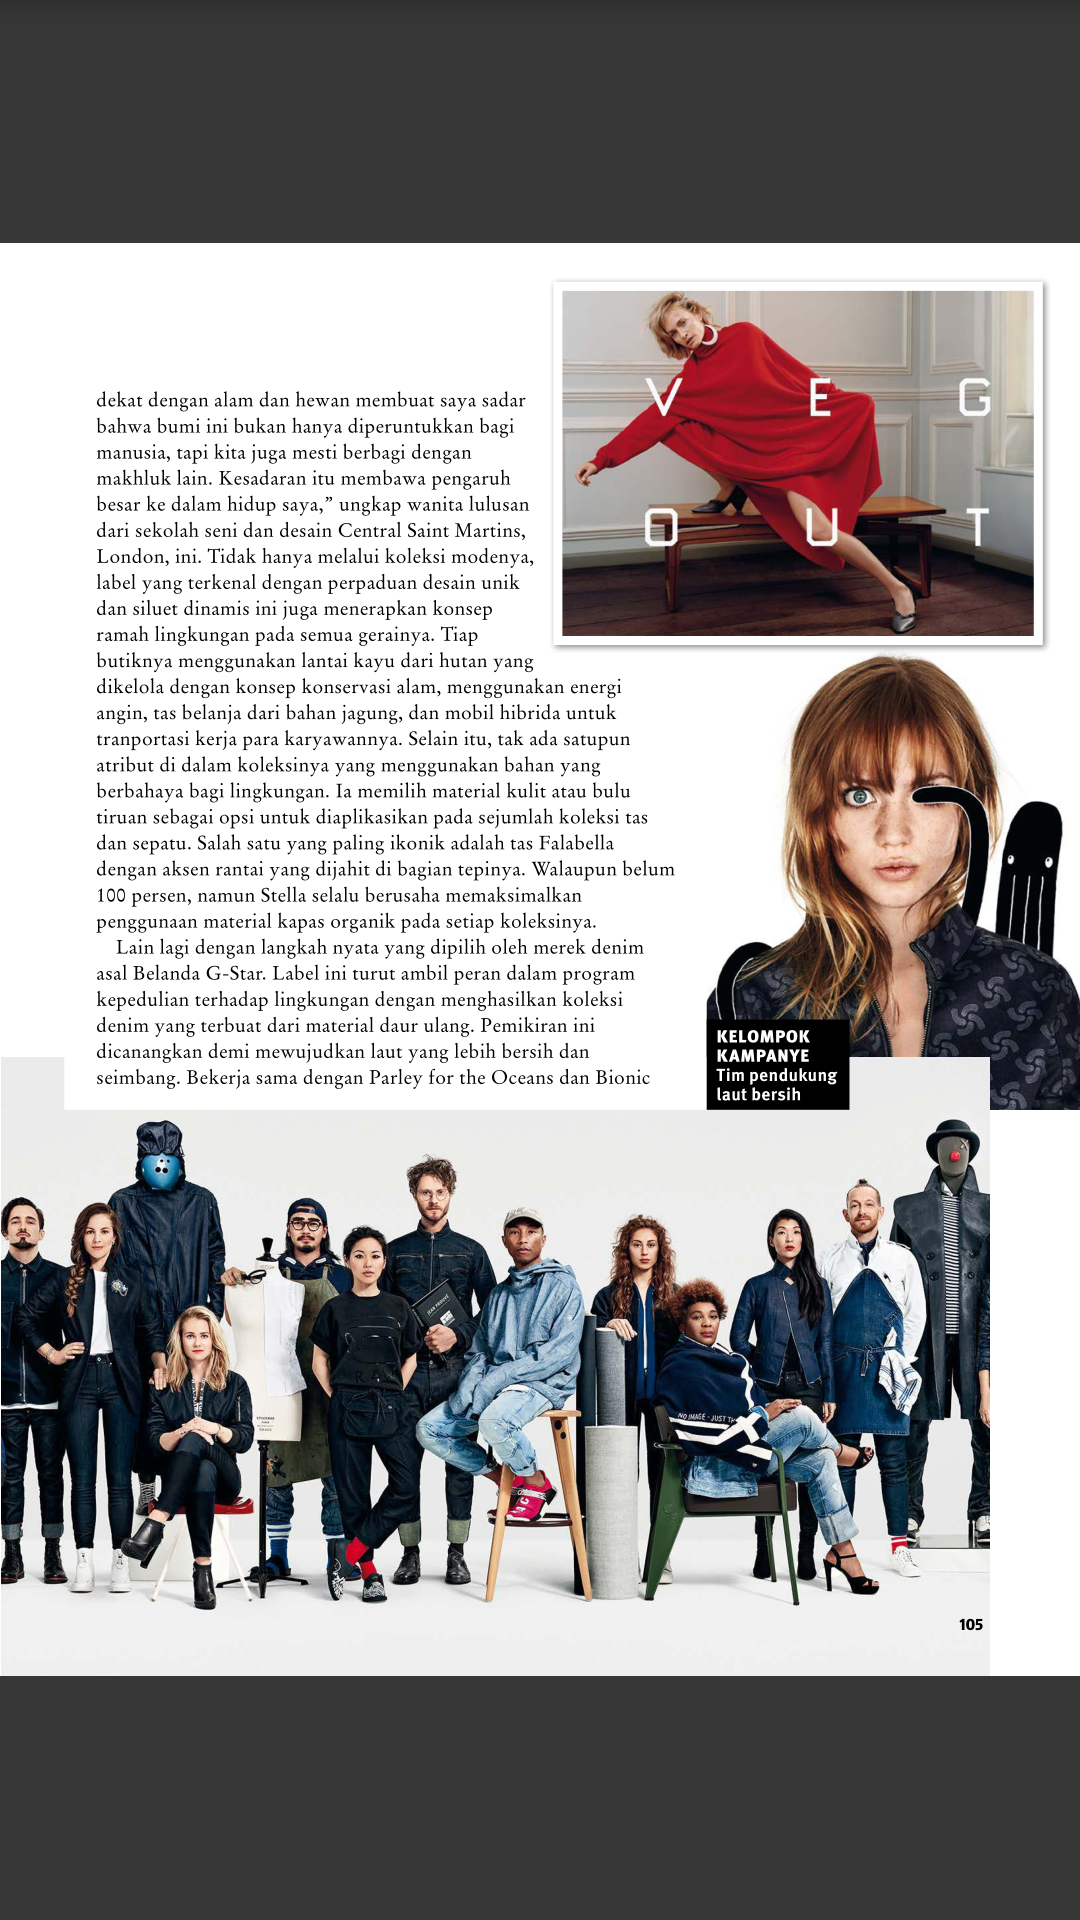 dekat dengan alam dan hewan membuat saya sadar
bahwa bumi ini bukan hanya diperuntukkan bagi
manusia, tapi kita juga mesti berbagi dengan
makhluk lain. Kesadaran itu membawa pengaruh
besar ke dalam hidup saya,” ungkap wanita lulusan
dari sekolah seni dan desain Central Saint Martins,
London, ini. Tidak hanya melalui koleksi modenya,
label yang terkenal dengan perpaduan desain unik
dan siluet dinamis ini juga menerapkan konsep
ramah lingkungan pada semua gerainya. Tiap
butiknya menggunakan lantai kayu dari hutan yang
dikelola dengan konsep konservasi alam, menggunakan energi
angin, tas belanja dari bahan jagung, dan mobil hibrida untuk
tranportasi kerja para karyawannya. Selain itu, tak ada satupun
atribut di dalam koleksinya yang menggunakan bahan yang
berbahaya bagi lingkungan. Ia memilih material kulit atau bulu
tiruan sebagai opsi untuk diaplikasikan pada sejumlah koleksi tas
dan sepatu. Salah satu yang paling ikonik adalah tas Falabella
dengan aksen rantai yang dijahit di bagian tepinya. Walaupun belum
100 persen, namun Stella selalu berusaha memaksimalkan
penggunaan material kapas organik pada setiap koleksinya.
Lain lagi dengan langkah nyata yang dipilih oleh merek denim
asal Belanda G-Star. Label ini turut ambil peran dalam program
kepedulian terhadap lingkungan dengan menghasilkan koleksi
denim yang terbuat dari material daur ulang. Pemikiran ini
dicanangkan demi mewujudkan laut yang lebih bersih dan
seimbang. Bekerja sama dengan Parley for the Oceans dan Bionic
V E G
O U T
KELOMPOK
KAMPANYE
Tim pendukung
laut bersih
JEAN PROUVÉ
RAW
NO IMAGE - JUST TH
105